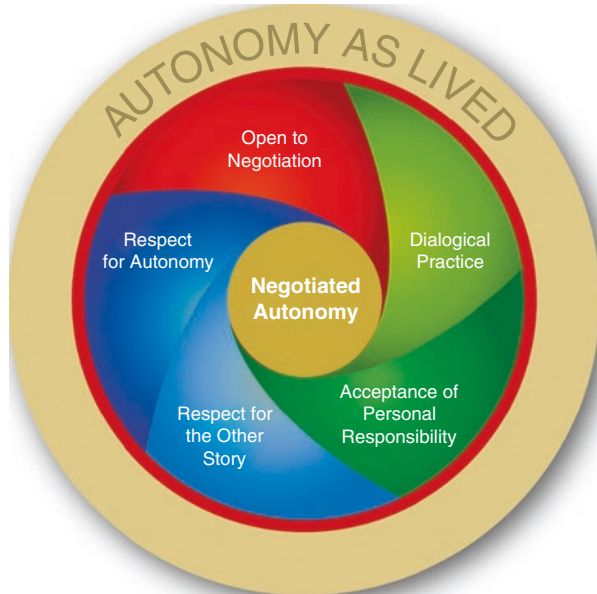 AUTONOMY AS LIVED
Open to
Negotiation
Respect
for Autonomy
Dialogical
Practice
Negotiated
Autonomy
Respect for
the Other
Story
Acceptance of
Personal
Responsibility